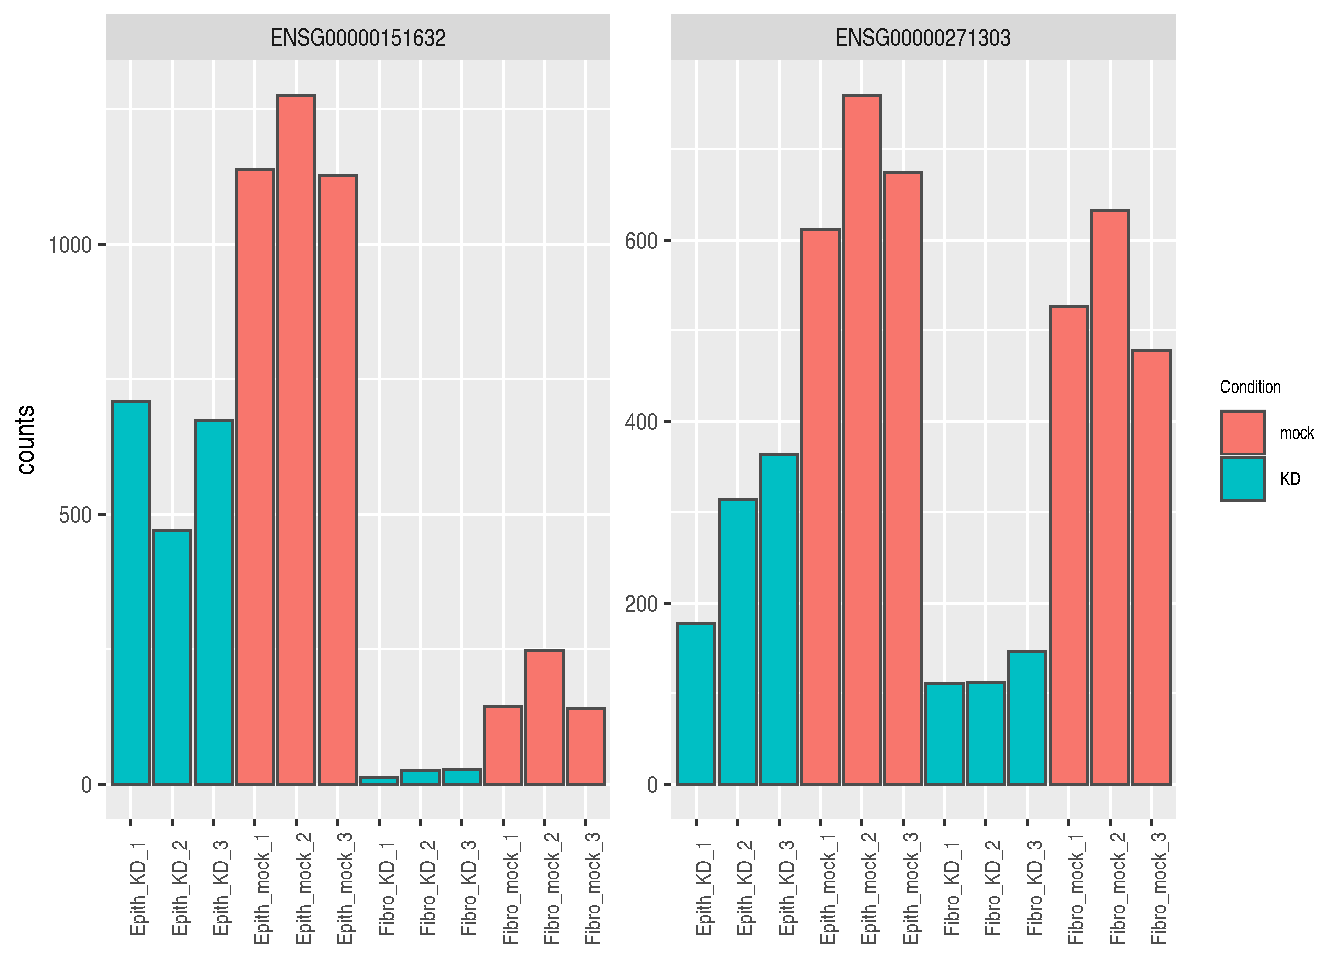 ENSG00000151632
ENSG00000271303
counts
1000
500
0
600
400
200
0
Epith_KD_1
Epith_KD_2
Epith_KD_3
Epith_mock_1
Epith_mock_2
Epith_mock_3
Fibro_KD_1
Fibro_KD_2
Fibro_KD_3
Fibro_mock_1
Fibro_mock_2
Fibro_mock_3
Epith_KD_1
Epith_KD_2
Epith_KD_3
Epith_mock_1
Epith_mock_2
Epith_mock_3
Fibro_KD_1
Fibro_KD_2
Fibro_KD_3
Fibro_mock_1
Fibro_mock_2
Fibro_mock_3
Condition
mock
KD